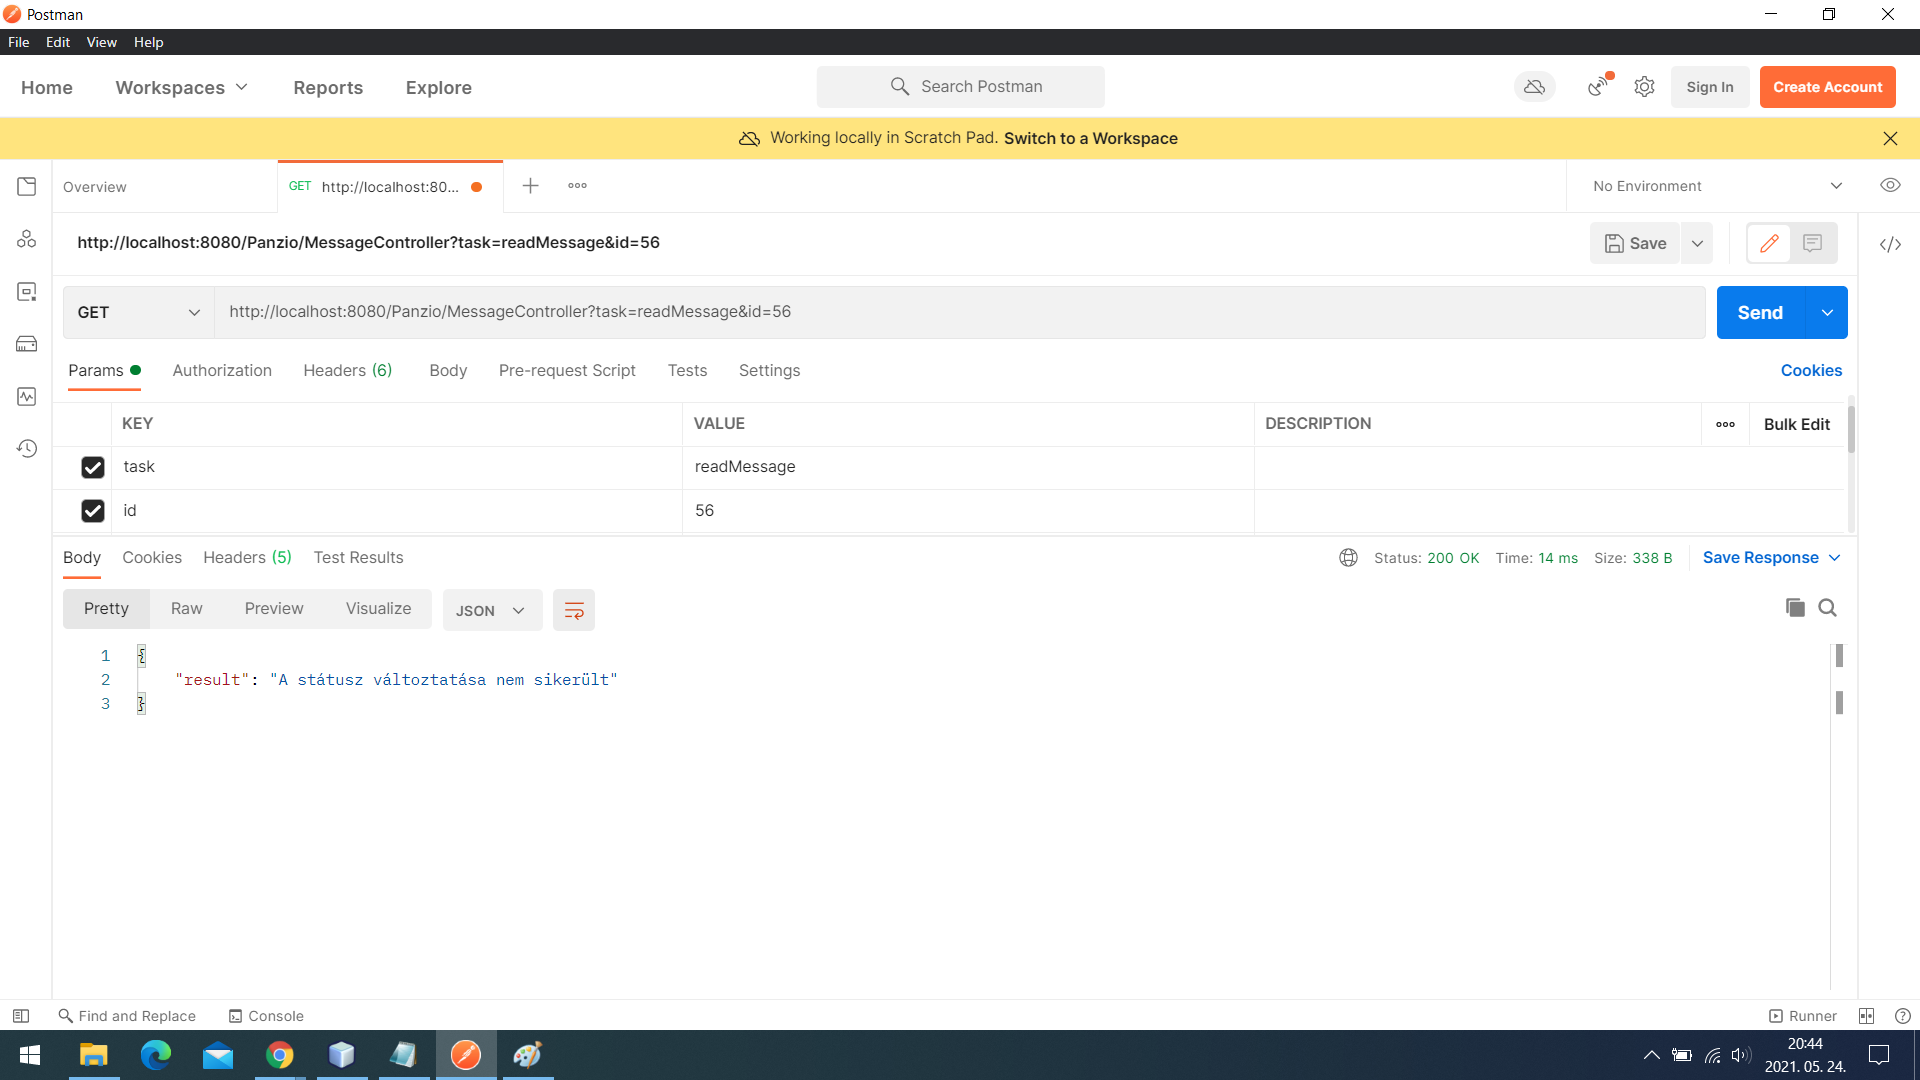 Postman
File Edit View Help
Home Workspaces Reports Explore Search Postman Sign In Create Account
Working locally in Scratch Pad. Switch to a Workspace
Overview GET http://localhost:80... No Environment
http://localhost:8080/Panzio/MessageController?task=readMessage&id=56 Save
GET http://localhost:8080/Panzio/MessageController?task=readMessage&id=56 Send
Params Authorization Headers (6) Body Pre-request Script Tests Settings Cookies
KEY VALUE DESCRIPTION Bulk Edit
task readMessage
id 56
Body Cookies Headers (5) Test Results Status: 200 OK Time: 14 ms Size: 338 B Save Response
Pretty Raw Preview Visualize JSON
1 {
2 "result": "A státusz változtatása nem sikerült"
3 }
Find and Replace Console Runner
20:44
2021. 05. 24.